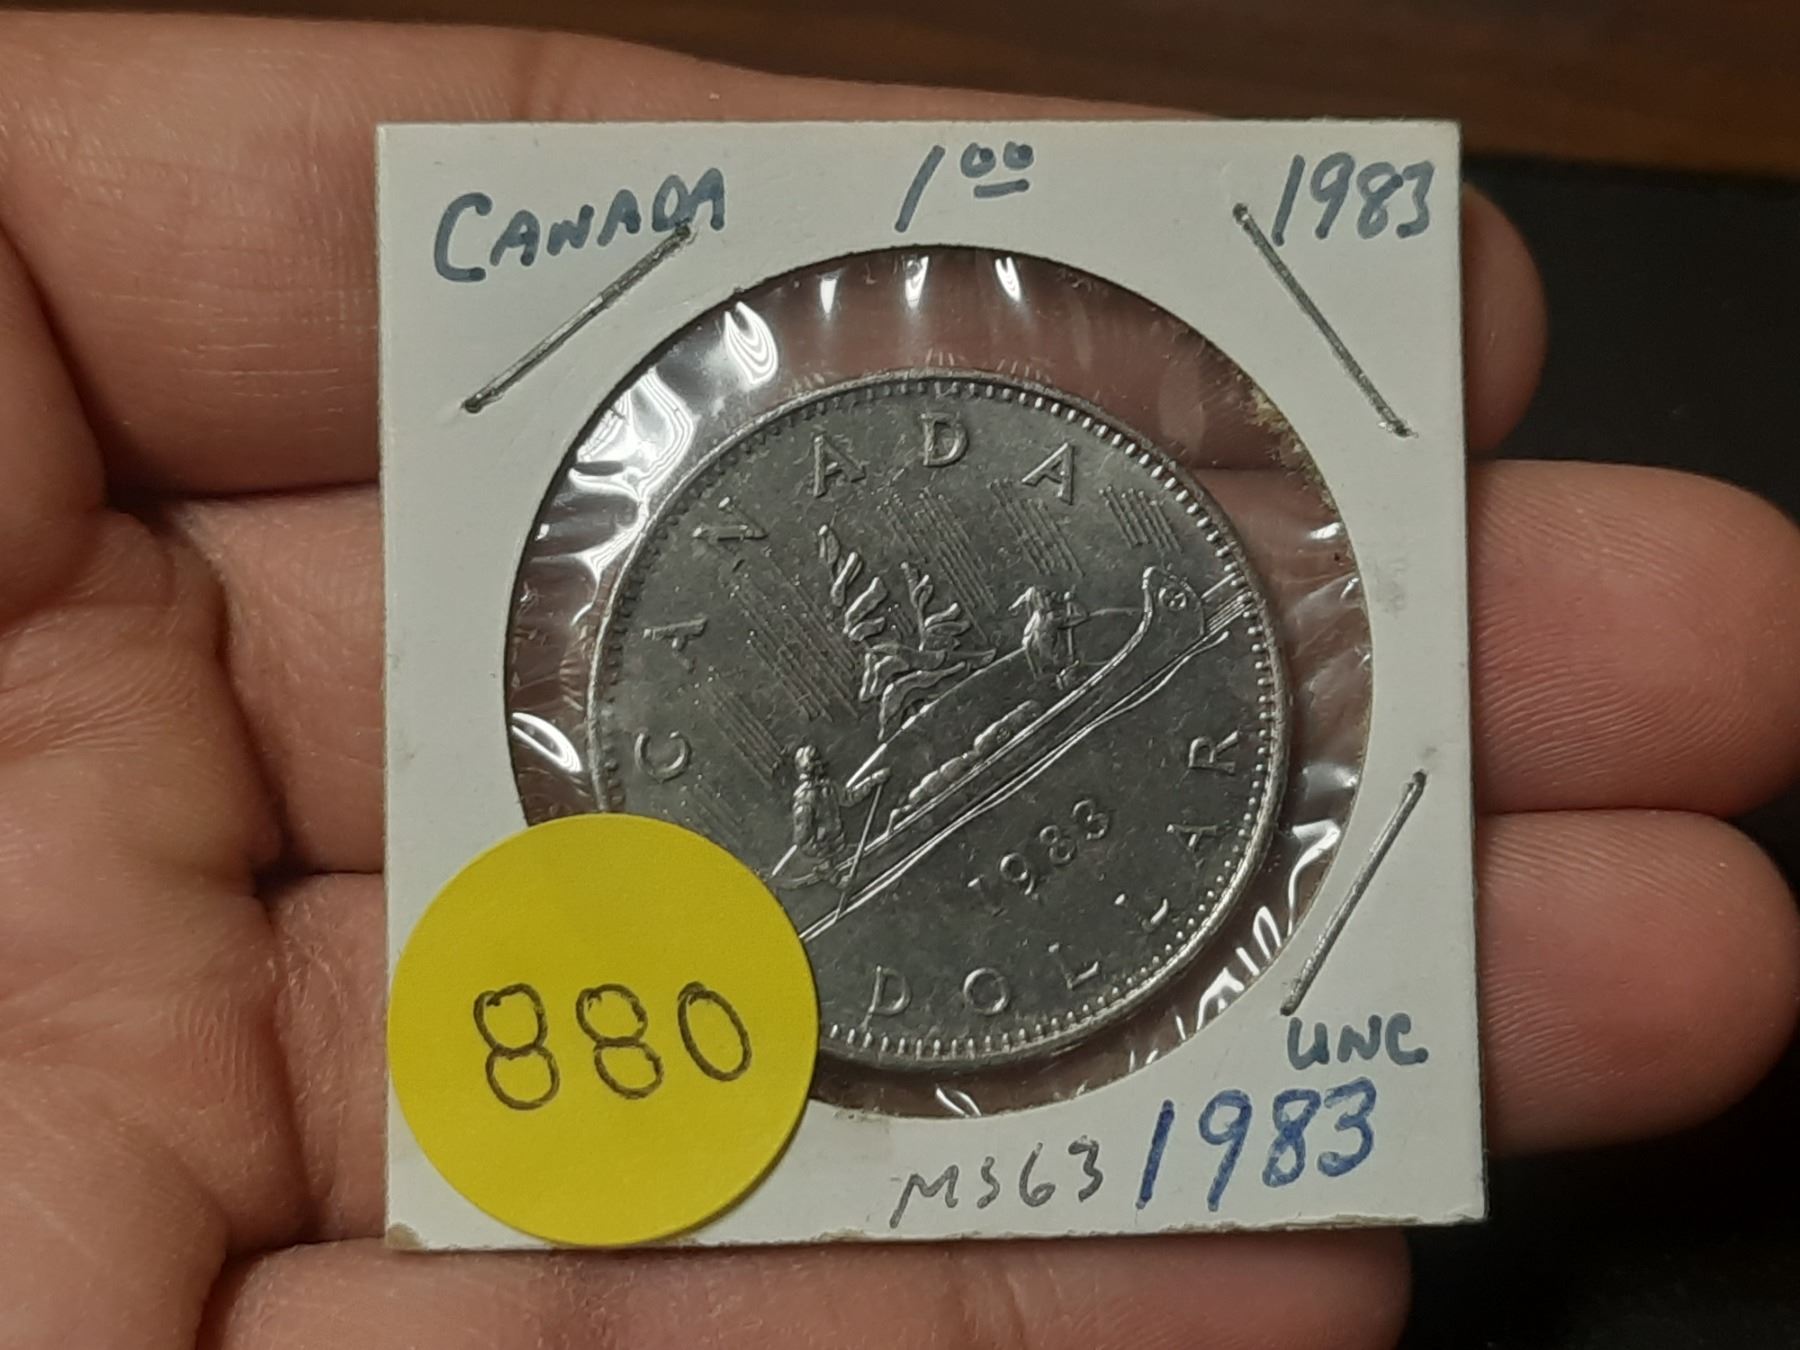 CANADA 1.00 1983
CANADA
1983
DOLLAR
880
UNC
MS63 1983